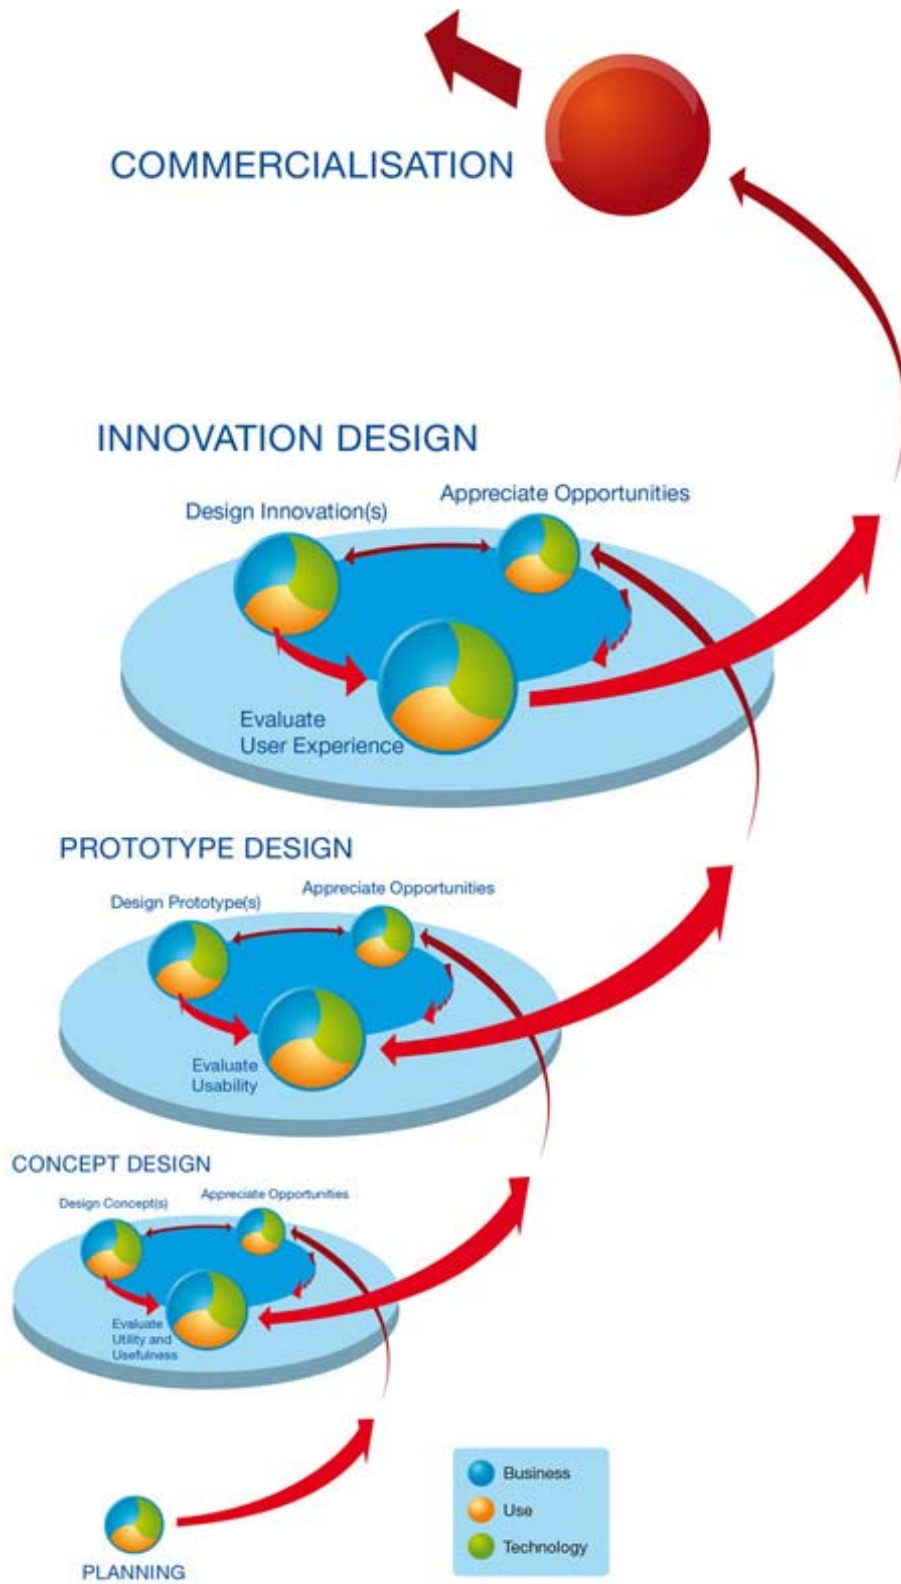 COMMERCIALISATION
INNOVATION DESIGN
Appreciate Opportunities
Design Innovation(s)
Evaluate
User Experience
PROTOTYPE DESIGN
Appreciate Opportunities
Design Prototype(s)
Evaluate
Usability
CONCEPT DESIGN
Appreciate Opportunities
Design Concept(s)
Evaluate
Utility and
Usefulness
Business
Use
Technology
PLANNING